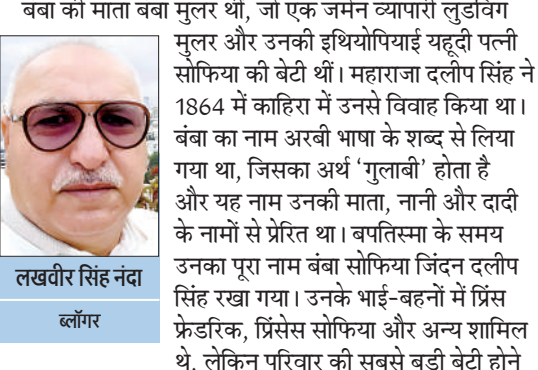 बंबा की माता बंबा मुलर थीं, जो एक जर्मन व्यापारी लुडविग
मुलर और उनकी इथियोपियाई यहूदी पत्नी
सोफिया की बेटी थीं। महाराजा दलीप सिंह ने
1864 में काहिरा में उनसे विवाह किया था।
बंबा का नाम अरबी भाषा के शब्द से लिया
गया था, जिसका अर्थ ‘गुलाबी’ होता है
और यह नाम उनकी माता, नानी और दादी
के नामों से प्रेरित था। बपतिस्मा के समय
उनका पूरा नाम बंबा सोफिया जिंदन दलीप
सिंह रखा गया। उनके भाई-बहनों में प्रिंस
फ्रेडरिक, प्रिंसेस सोफिया और अन्य शामिल
थे, लेकिन परिवार की सबसे बड़ी बेटी होने
लखवीर सिंह नंदा
ब्लॉगर